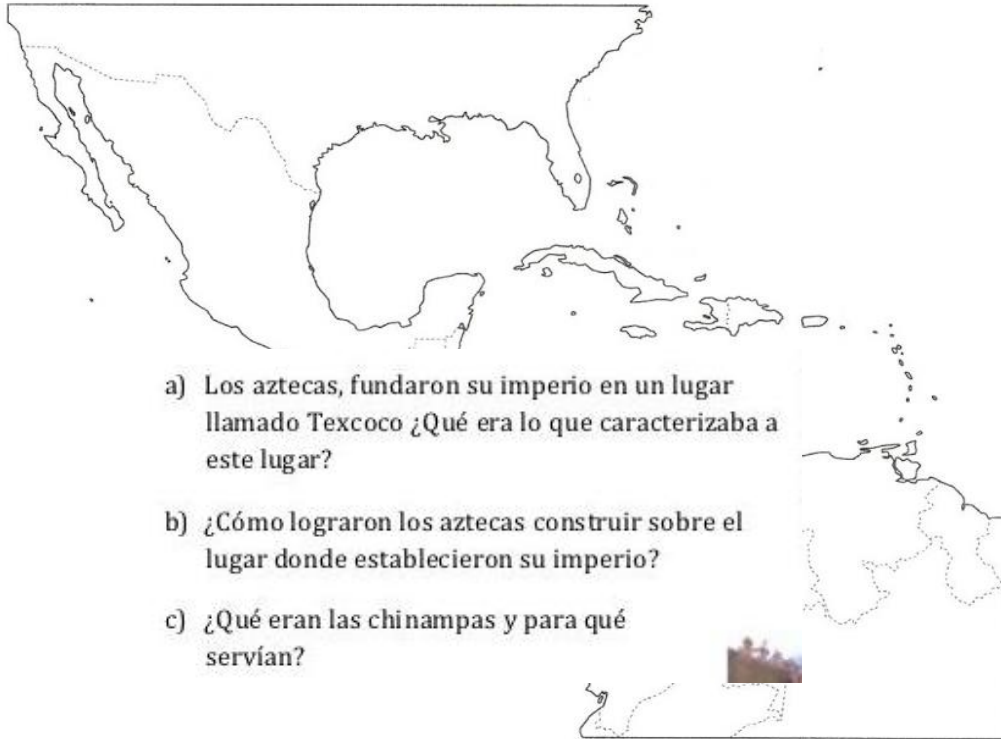 a) Los aztecas, fundaron su imperio en un lugar
llamado Texcoco ¿Qué era lo que caracterizaba a
este lugar?
b) ¿Cómo lograron los aztecas construir sobre el
lugar donde establecieron su imperio?
c) ¿Qué eran las chinampas y para qué
servían?